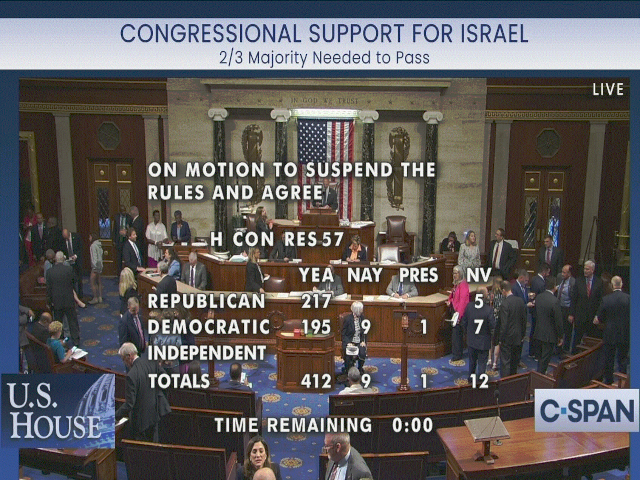 CONGRESSIONAL SUPPORT FOR ISRAEL
2/3 Majority Needed to Pass
LIVE
IN GOD WE TRUST
ON MOTION TO SUSPEND THE
RULES AND AGREE
H CON RES 57
YEA NAY PRES NV
REPUBLICAN 217 5
DEMOCRATIC 195 9 1 7
INDEPENDENT
TOTALS 412 9 1 12
U.S. HOUSE
C-SPAN
TIME REMAINING 0:00